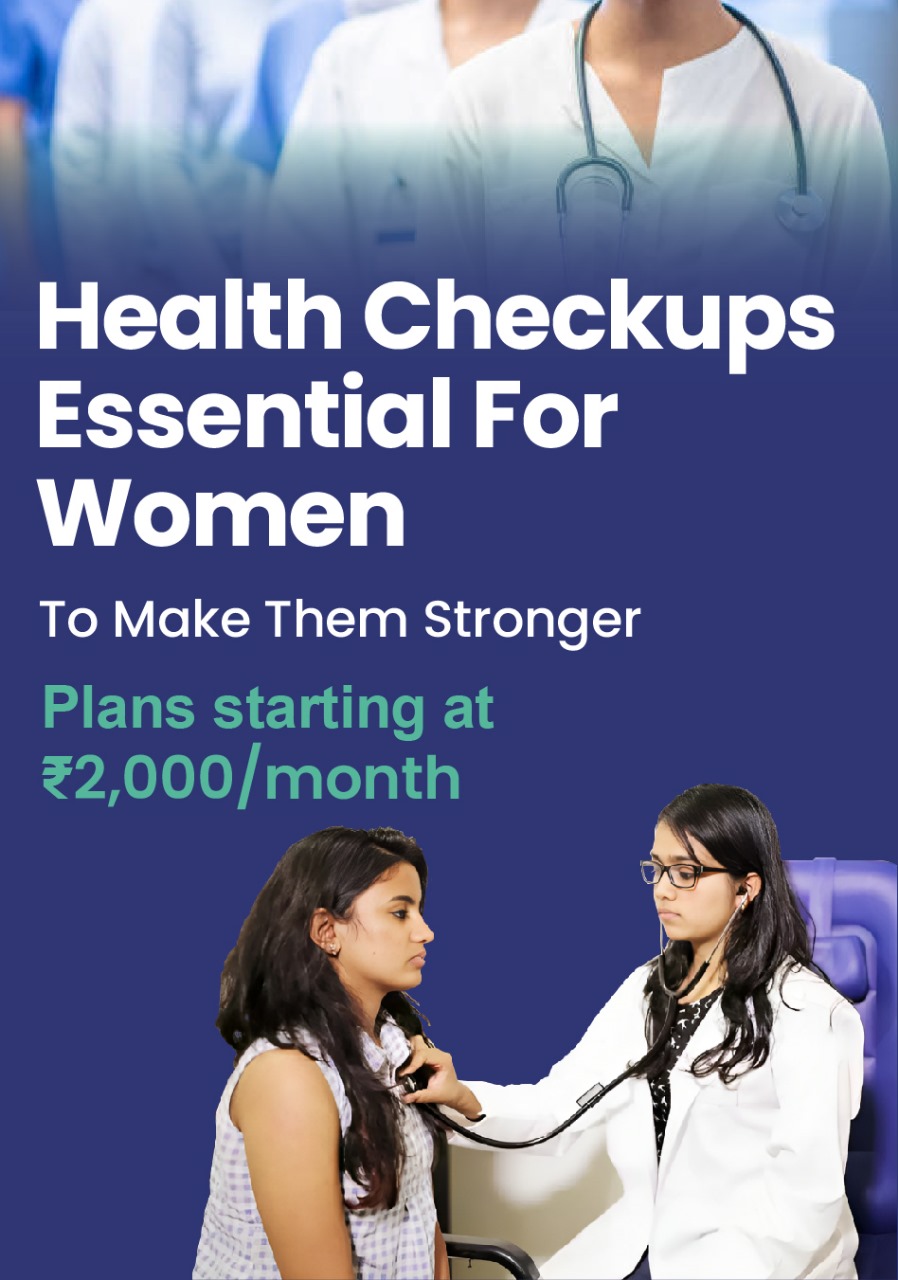 Health Checkups
Essential For
Women
To Make Them Stronger
Plans starting at
₹2,000/month